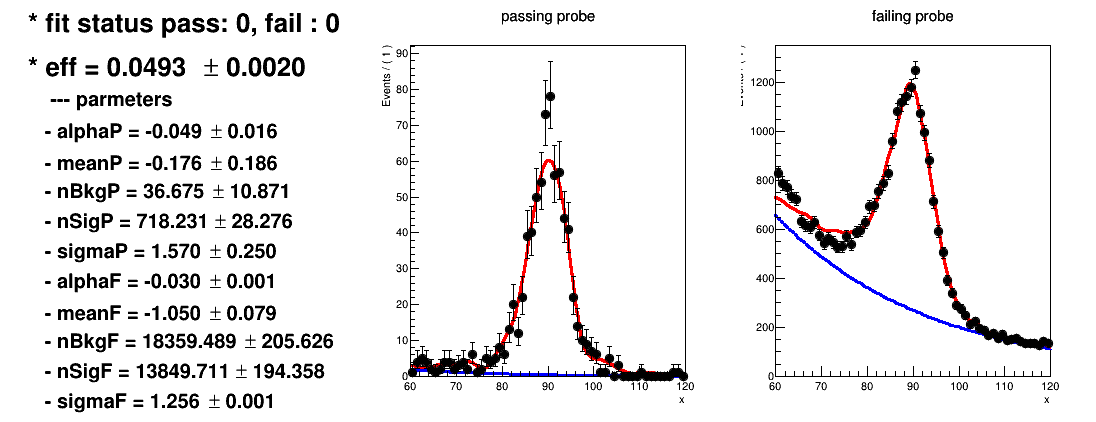 * fit status pass: 0, fail : 0
* eff = 0.0493 ± 0.0020
--- parmeters
- alphaP = -0.049 ± 0.016
- meanP = -0.176 ± 0.186
- nBkgP = 36.675 ± 10.871
- nSigP = 718.231 ± 28.276
- sigmaP = 1.570 ± 0.250
- alphaF = -0.030 ± 0.001
- meanF = -1.050 ± 0.079
- nBkgF = 18359.489 ± 205.626
- nSigF = 13849.711 ± 194.358
- sigmaF = 1.256 ± 0.001
passing probe
Events / ( 1 )
90
80
70
60
50
40
30
20
10
0
60 70 80 90 100 110 120
x
failing probe
1200
1000
800
600
400
200
0
60 70 80 90 100 110 120
x